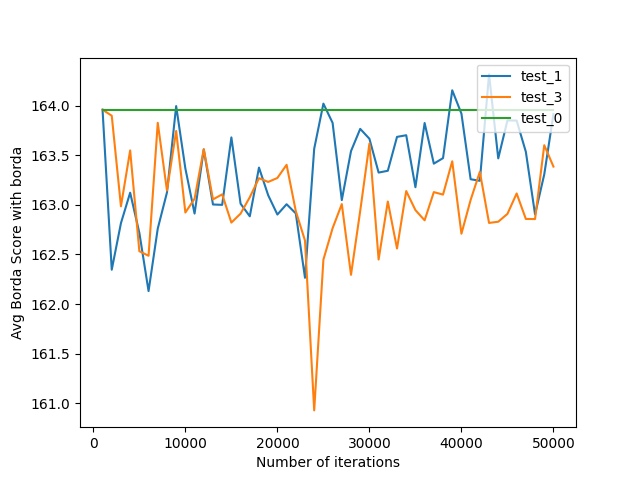 test_1
test_3
test_0
164.0
163.5
163.0
162.5
162.0
161.5
161.0
Avg Borda Score with borda
0 10000 20000 30000 40000 50000
Number of iterations